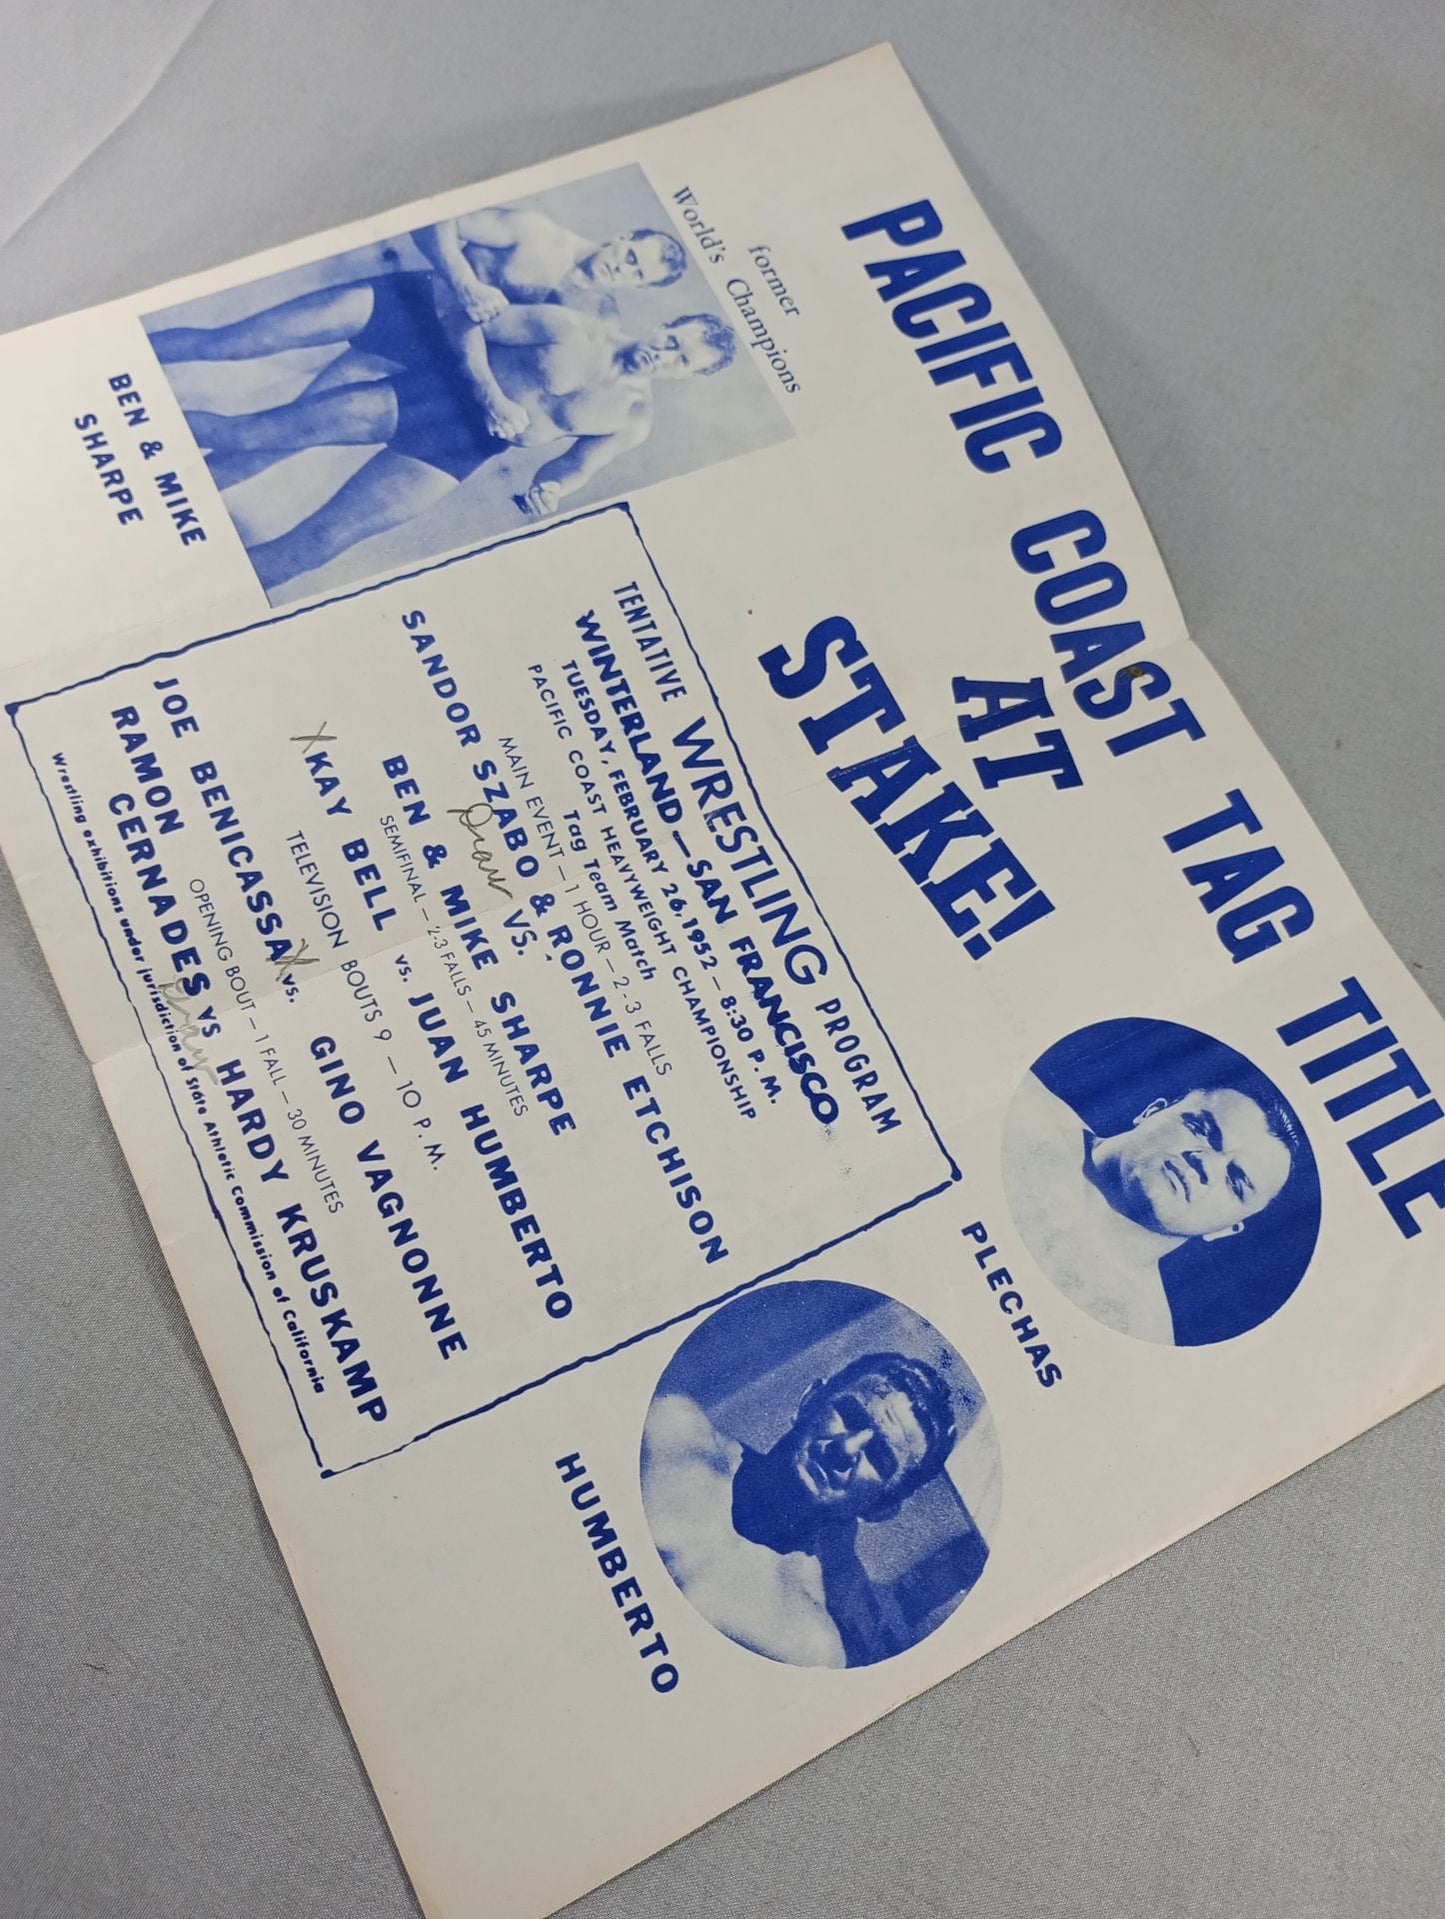 PACIFIC COAST TAG TITLE
AT
STAKE!
former
World's Champions
BEN & MIKE
SHARPE
PLECHAS
HUMBERTO
TENTATIVE WRESTLING PROGRAM
WINTERLAND — SAN FRANCISCO
TUESDAY, FEBRUARY 26, 1952 — 8:30 P. M.
PACIFIC COAST HEAVYWEIGHT CHAMPIONSHIP
Tag Team Match
MAIN EVENT — 1 HOUR — 2-3 FALLS
SANDOR SZABO & RONNIE ETCHISON
Draw VS.
BEN & MIKE SHARPE
SEMIFINAL — 2-3 FALLS — 45 MINUTES
X KAY BELL vs. JUAN HUMBERTO
TELEVISION BOUTS 9 — 10 P. M.
JOE BENICASSA X vs. GINO VAGNONNE
OPENING BOUT — 1 FALL — 30 MINUTES
RAMON CERNADES VS HARDY KRUSKAMP
Draw
Wrestling exhibitions under jurisdiction of State Athletic Commission of California